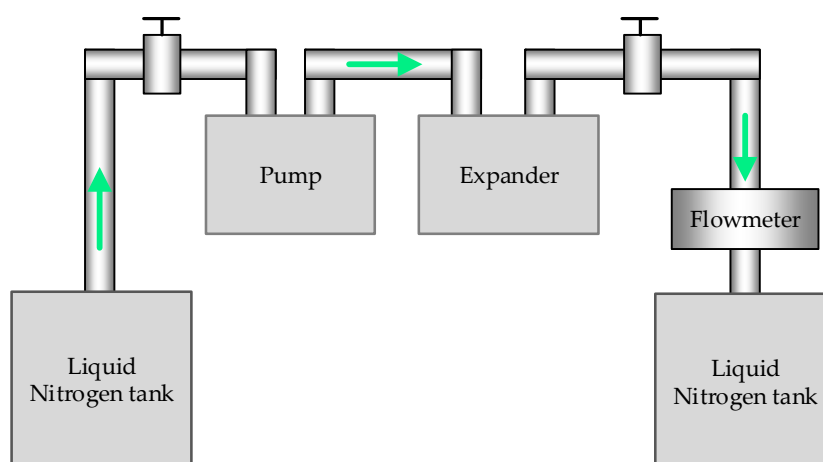 Pump
Expander
Flowmeter
Liquid
Nitrogen tank
Liquid
Nitrogen tank